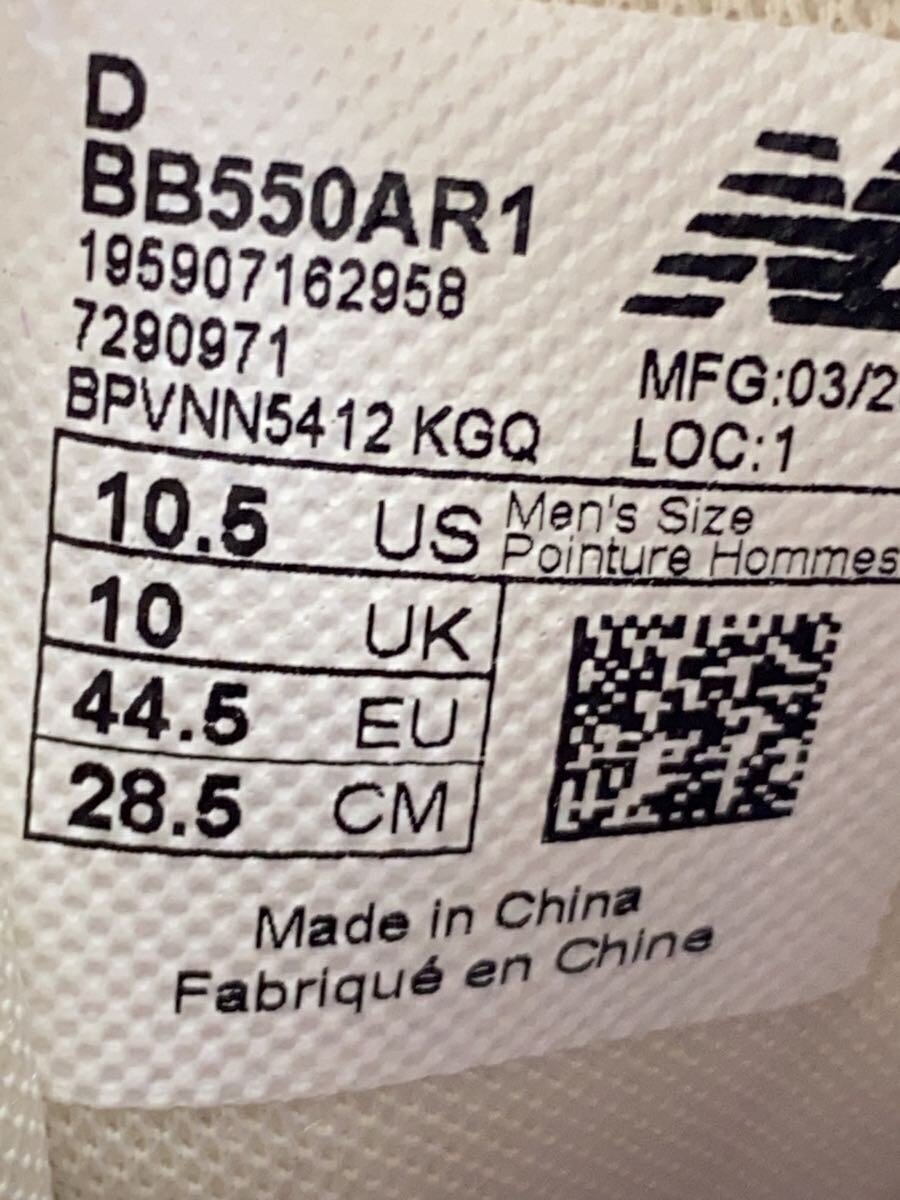 D
BB550AR1
195907162958
7290971
BPVNN5412 KGQ
MFG:03/2
LOC:1
10.5 US Men's Size
Pointure Hommes
10 UK
44.5 EU
28.5 CM
Made in China
Fabriqué en Chine